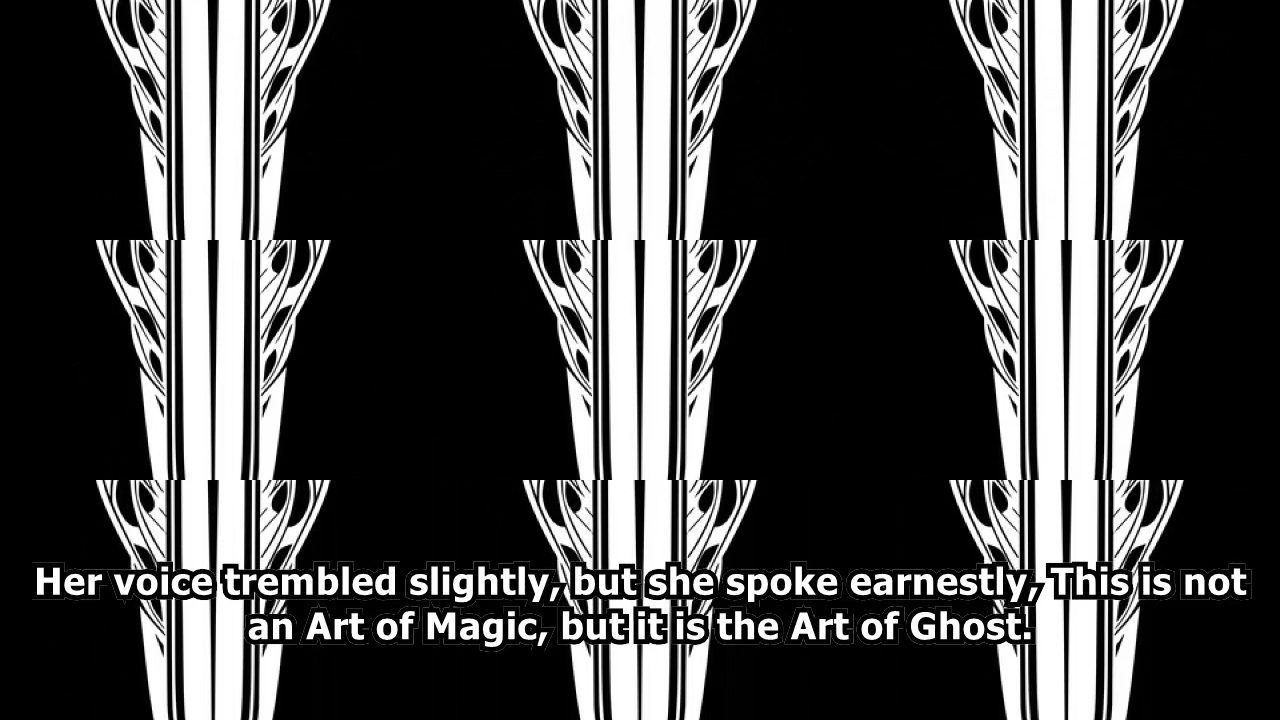 Her voice trembled slightly, but she spoke earnestly, This is not
an Art of Magic, but it is the Art of Ghost.